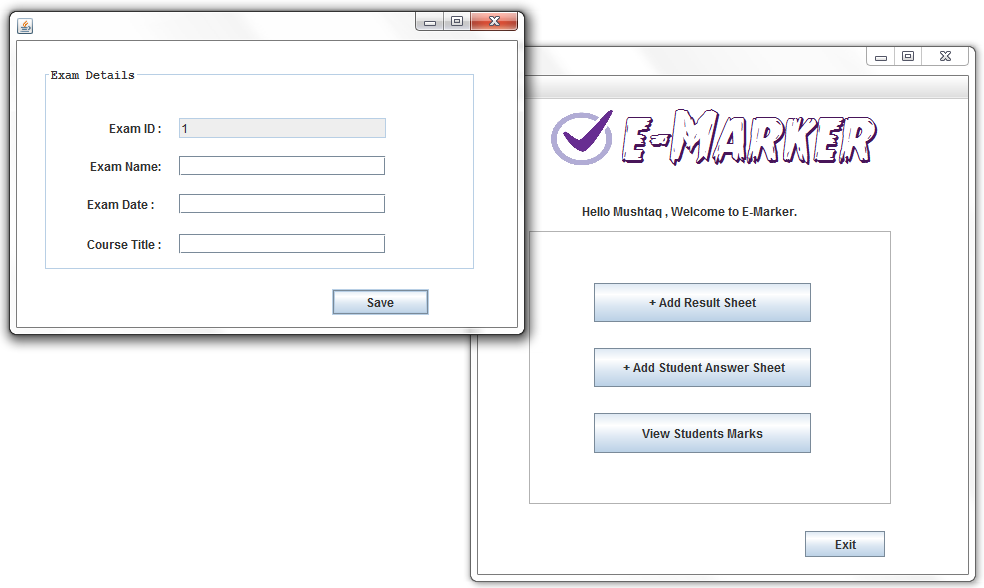 Exam Details
Exam ID :
1
Exam Name:
Exam Date :
Course Title :
Save
E-MARKER
Hello Mushtaq , Welcome to E-Marker.
+ Add Result Sheet
+ Add Student Answer Sheet
View Students Marks
Exit